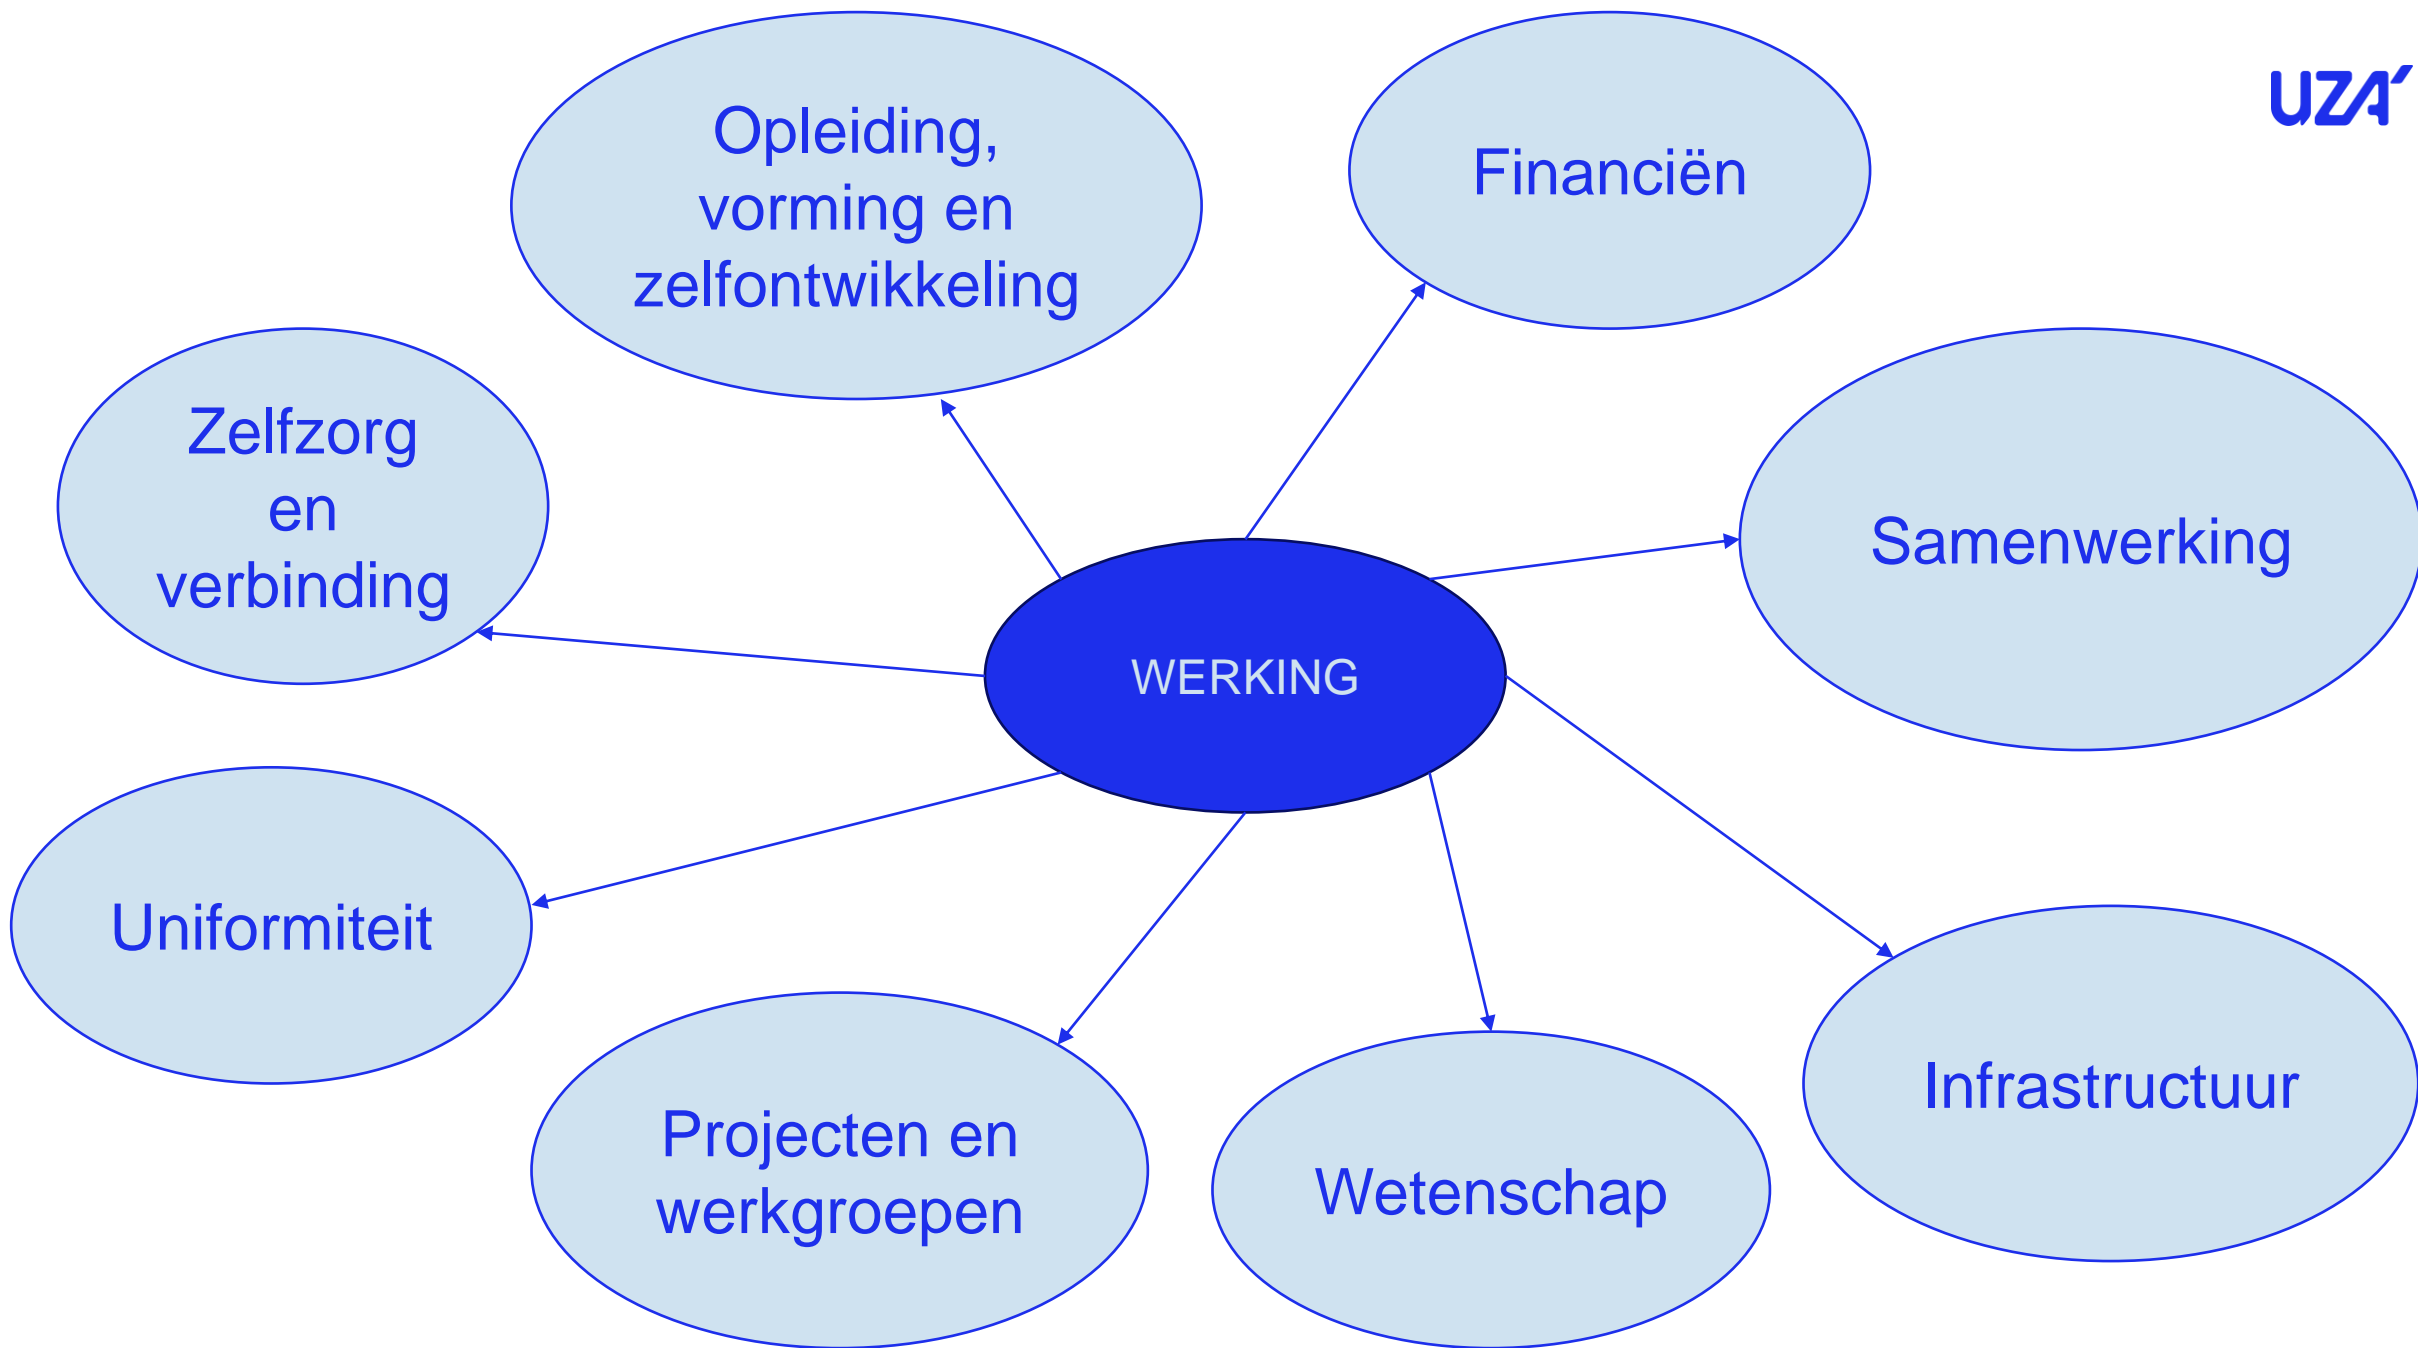 Opleiding,
vorming en
zelfontwikkeling
Financiën
UZA'
Zelfzorg
en
verbinding
Samenwerking
WERKING
Uniformiteit
Infrastructuur
Projecten en
werkgroepen
Wetenschap